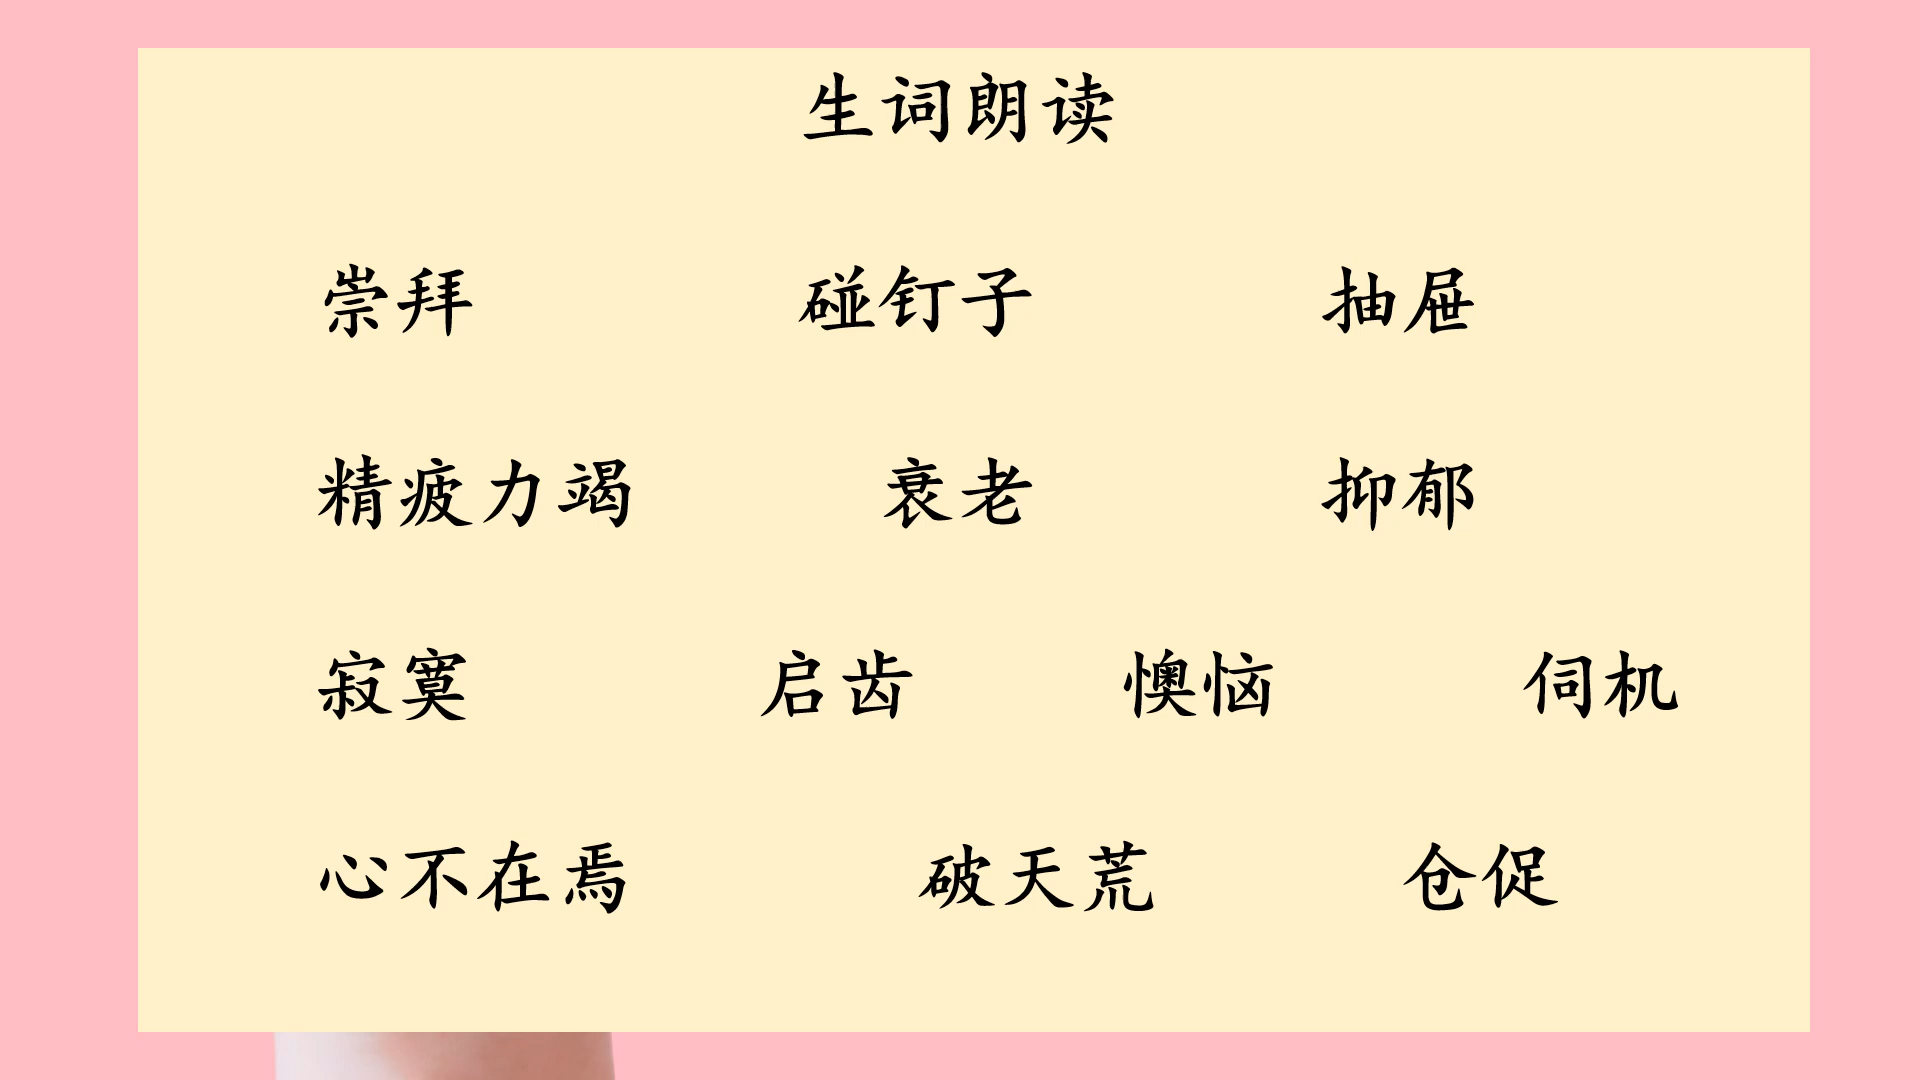 生词朗读
崇拜 碰钉子 抽屉
精疲力竭 衰老 抑郁
寂寞 启齿 懊恼 伺机
心不在焉 破天荒 仓促